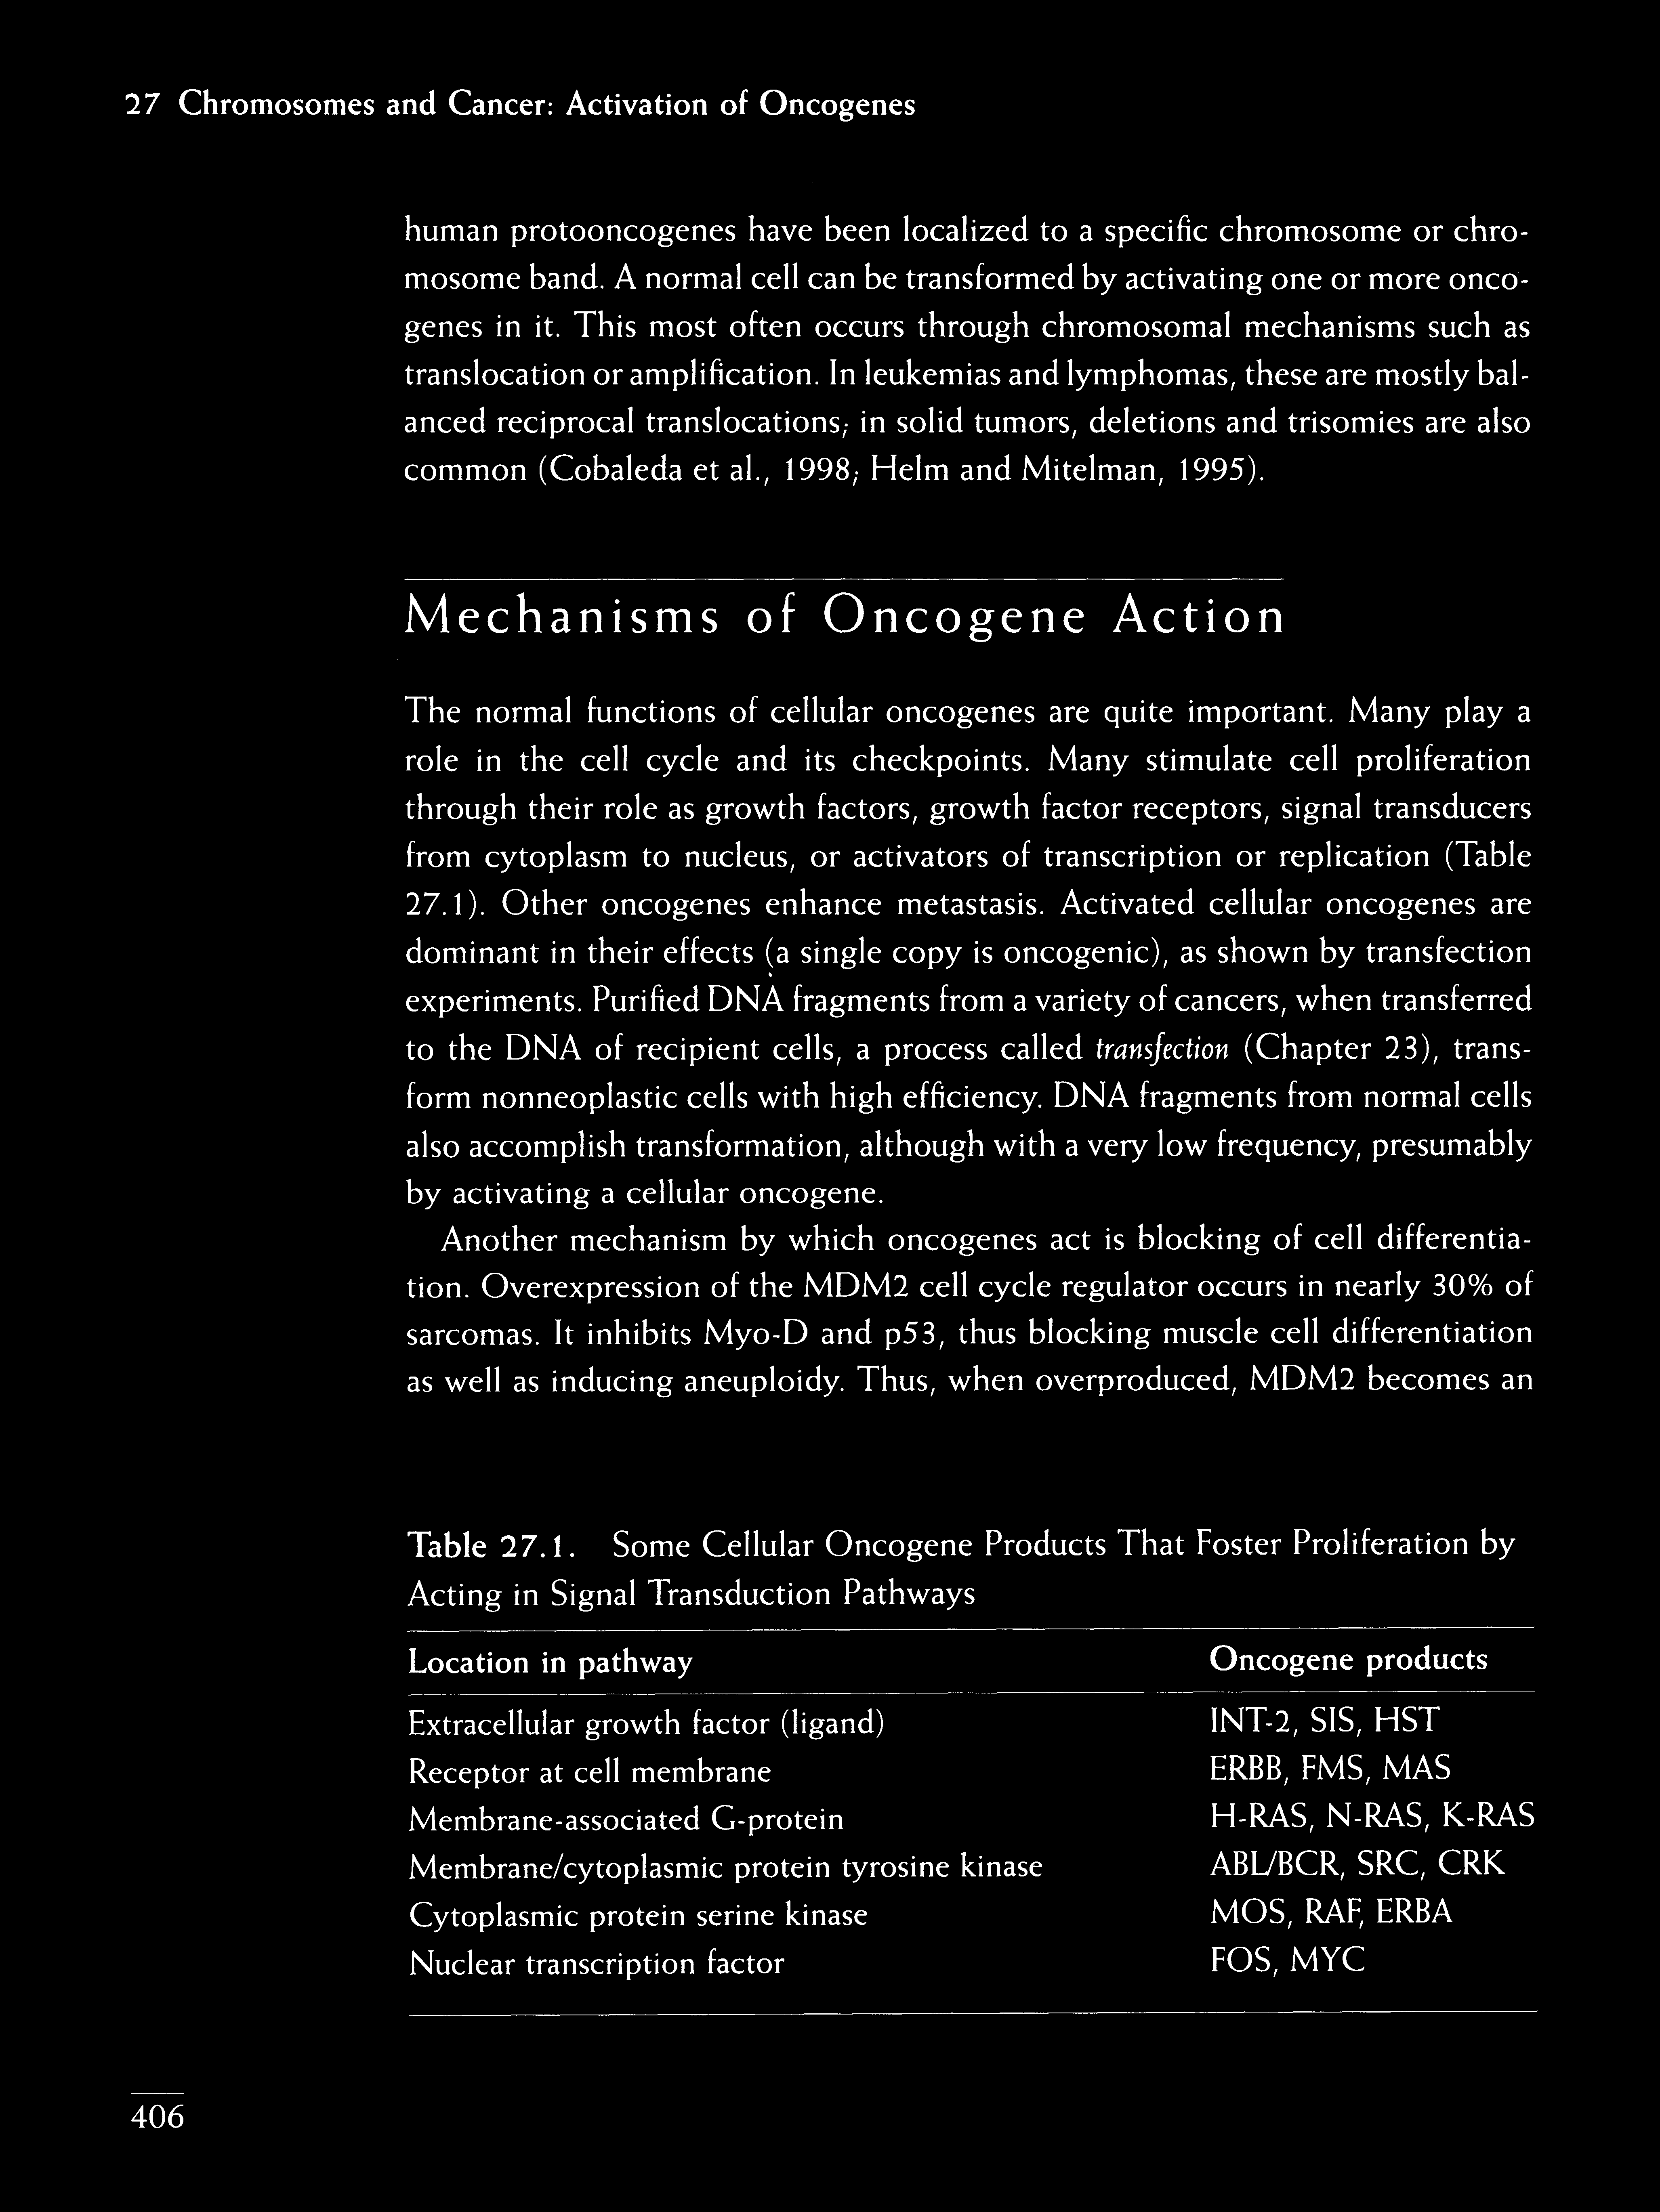 27 Chromosomes and Cancer: Activation of Oncogenes
human protooncogenes have been localized to a specific chromosome or chro-
mosome band. A normal cell can be transformed by activating one or more onco-
genes in it. This most often occurs through chromosomal mechanisms such as
translocation or amplification. In leukemias and lymphomas, these are mostly bal-
anced reciprocal translocations; in solid tumors, deletions and trisomies are also
common (Cobaleda et al., 1998; Helm and Mitelman, 1995).
Mechanisms of Oncogene Action
The normal functions of cellular oncogenes are quite important. Many play a
role in the cell cycle and its checkpoints. Many stimulate cell proliferation
through their role as growth factors, growth factor receptors, signal transducers
from cytoplasm to nucleus, or activators of transcription or replication (Table
27.1). Other oncogenes enhance metastasis. Activated cellular oncogenes are
dominant in their effects (a single copy is oncogenic), as shown by transfection
experiments. Purified DNA fragments from a variety of cancers, when transferred
to the DNA of recipient cells, a process called transfection (Chapter 23), trans-
form nonneoplastic cells with high efficiency. DNA fragments from normal cells
also accomplish transformation, although with a very low frequency, presumably
by activating a cellular oncogene.
Another mechanism by which oncogenes act is blocking of cell differentia-
tion. Overexpression of the MDM2 cell cycle regulator occurs in nearly 30% of
sarcomas. It inhibits Myo-D and p53, thus blocking muscle cell differentiation
as well as inducing aneuploidy. Thus, when overproduced, MDM2 becomes an
Table 27.1. Some Cellular Oncogene Products That Foster Proliferation by
Acting in Signal Transduction Pathways
Location in pathway Oncogene products
Extracellular growth factor (ligand) INT-2, SIS, HST
Receptor at cell membrane ERBB, FMS, MAS
Membrane-associated G-protein H-RAS, N-RAS, K-RAS
Membrane/cytoplasmic protein tyrosine kinase ABL/BCR, SRC, CRK
Cytoplasmic protein serine kinase MOS, RAF, ERBA
Nuclear transcription factor FOS, MYC
406